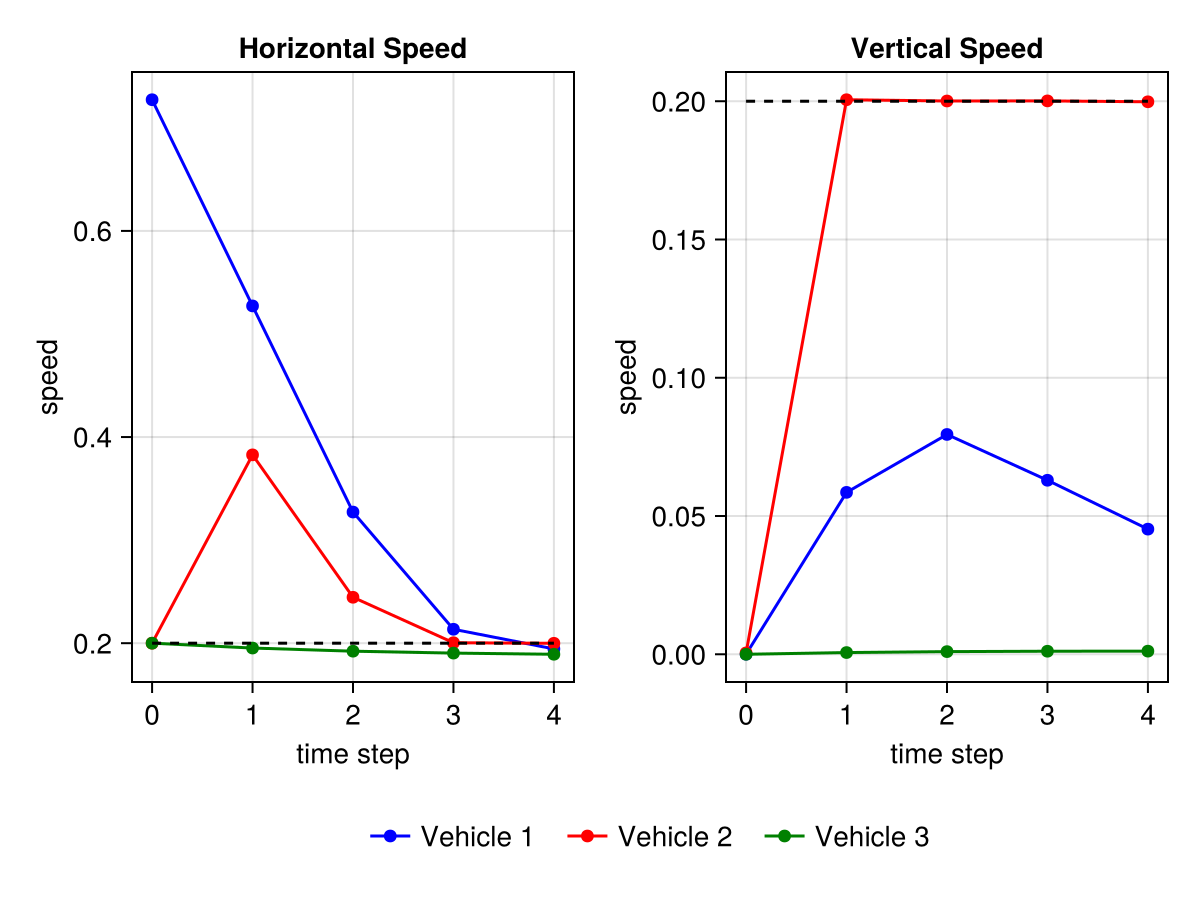 Horizontal Speed
speed
0.6
0.4
0.2
0 1 2 3 4
time step
Vertical Speed
speed
0.20
0.15
0.10
0.05
0.00
0 1 2 3 4
time step
Vehicle 1 Vehicle 2 Vehicle 3